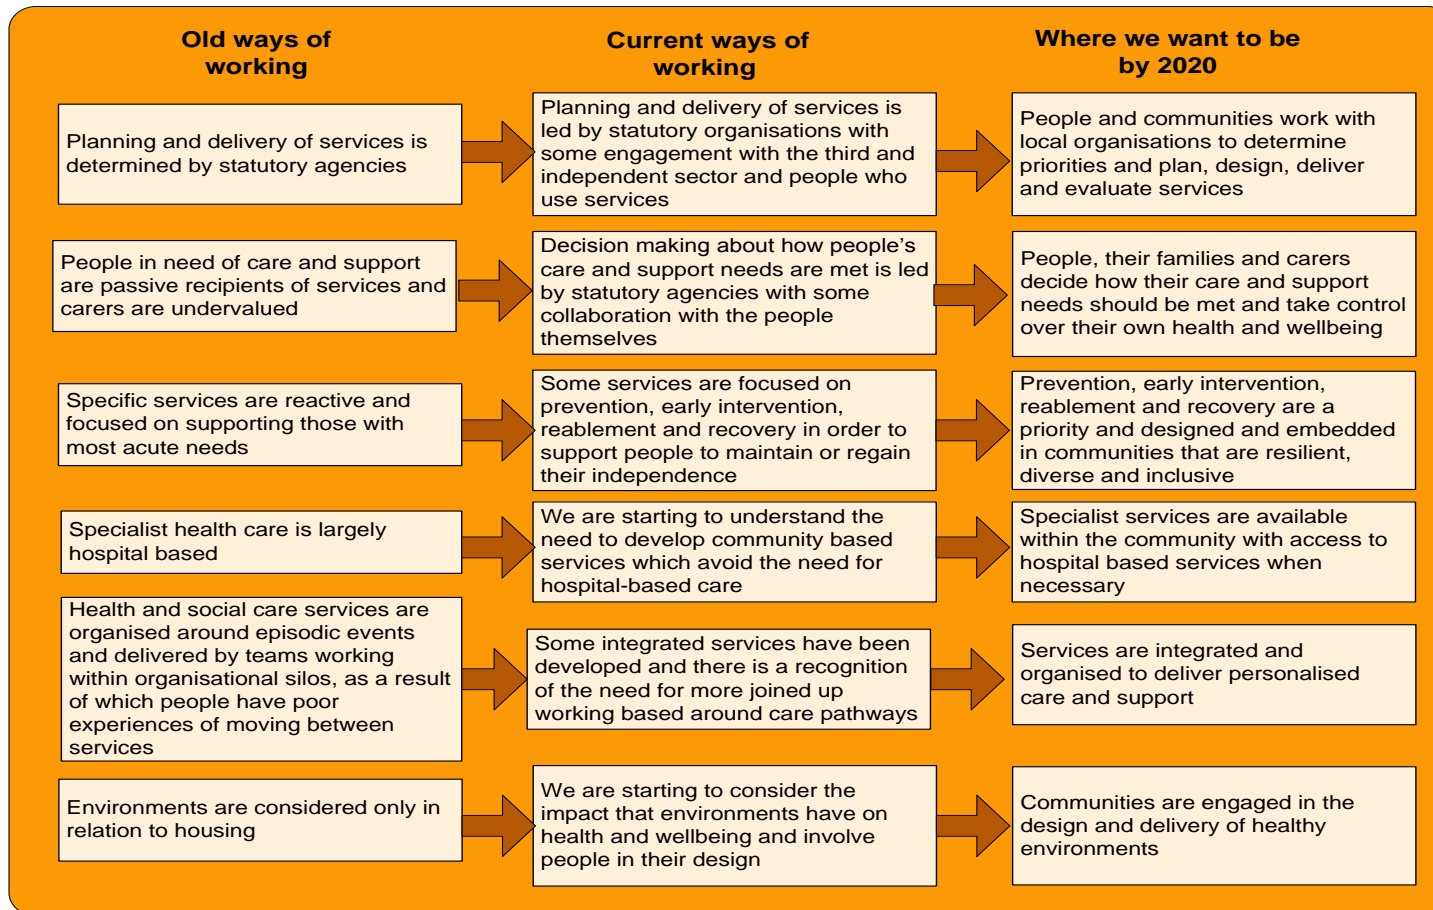 Old ways of
working
Current ways of
working
Where we want to be
by 2020
Planning and delivery of services is
determined by statutory agencies
Planning and delivery of services is
led by statutory organisations with
some engagement with the third and
independent sector and people who
use services
People and communities work with
local organisations to determine
priorities and plan, design, deliver
and evaluate services
People in need of care and support
are passive recipients of services and
carers are undervalued
Decision making about how people’s
care and support needs are met is led
by statutory agencies with some
collaboration with the people
themselves
People, their families and carers
decide how their care and support
needs should be met and take control
over their own health and wellbeing
Specific services are reactive and
focused on supporting those with
most acute needs
Some services are focused on
prevention, early intervention,
reablement and recovery in order to
support people to maintain or regain
their independence
Prevention, early intervention,
reablement and recovery are a
priority and designed and embedded
in communities that are resilient,
diverse and inclusive
Specialist health care is largely
hospital based
We are starting to understand the
need to develop community based
services which avoid the need for
hospital-based care
Specialist services are available
within the community with access to
hospital based services when
necessary
Health and social care services are
organised around episodic events
and delivered by teams working
within organisational silos, as a result
of which people have poor
experiences of moving between
services
Some integrated services have been
developed and there is a recognition
of the need for more joined up
working based around care pathways
Services are integrated and
organised to deliver personalised
care and support
Environments are considered only in
relation to housing
We are starting to consider the
impact that environments have on
health and wellbeing and involve
people in their design
Communities are engaged in the
design and delivery of healthy
environments